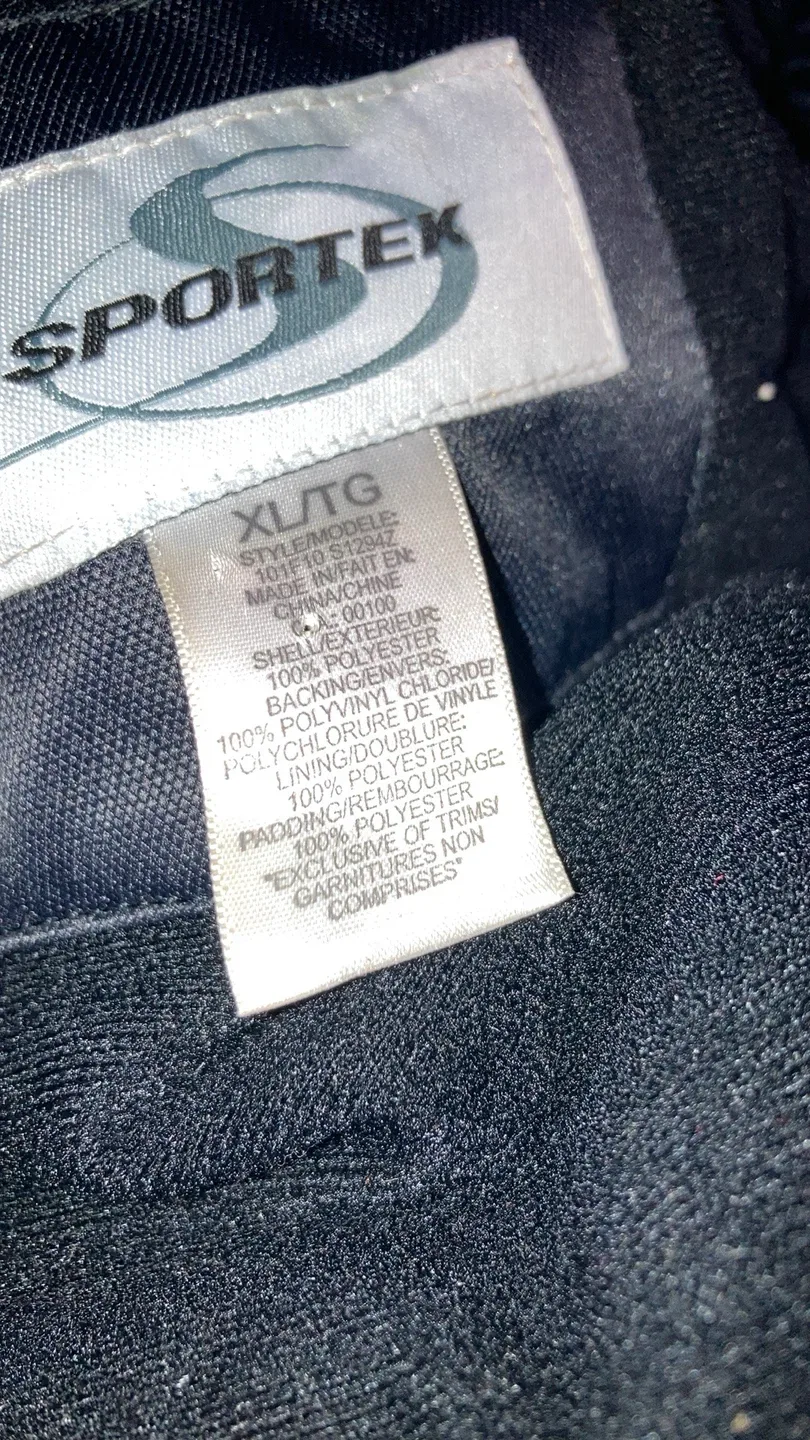 SPORTEK
XL/TG
STYLE/MODELE:
101F10 S1294Z
MADE IN/FAIT EN:
CHINA/CHINE
CA: 00100
SHELL/EXTERIEUR:
100% POLYESTER
BACKING/ENVERS:
100% POLYVINYL CHLORIDE/
POLYCHLORURE DE VINYLE
LINING/DOUBLURE:
100% POLYESTER
PADDING/REMBOURRAGE:
100% POLYESTER
"EXCLUSIVE OF TRIMS/
GARNITURES NON
COMPRISES"